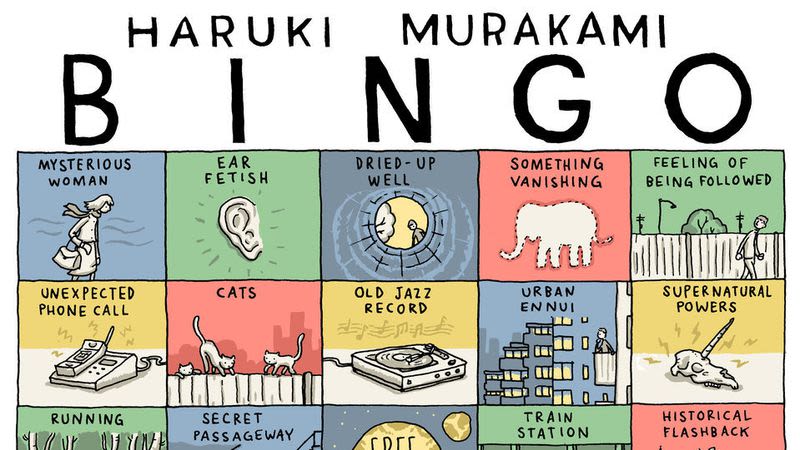 HARUKI MURAKAMI
BINGO
MYSTERIOUS
WOMAN
EAR
FETISH
DRIED-UP
WELL
SOMETHING
VANISHING
FEELING OF
BEING FOLLOWED
UNEXPECTED
PHONE CALL
CATS
OLD JAZZ
RECORD
URBAN
ENNUI
SUPERNATURAL
POWERS
RUNNING
SECRET
PASSAGEWAY
FREE
TRAIN
STATION
HISTORICAL
FLASHBACK